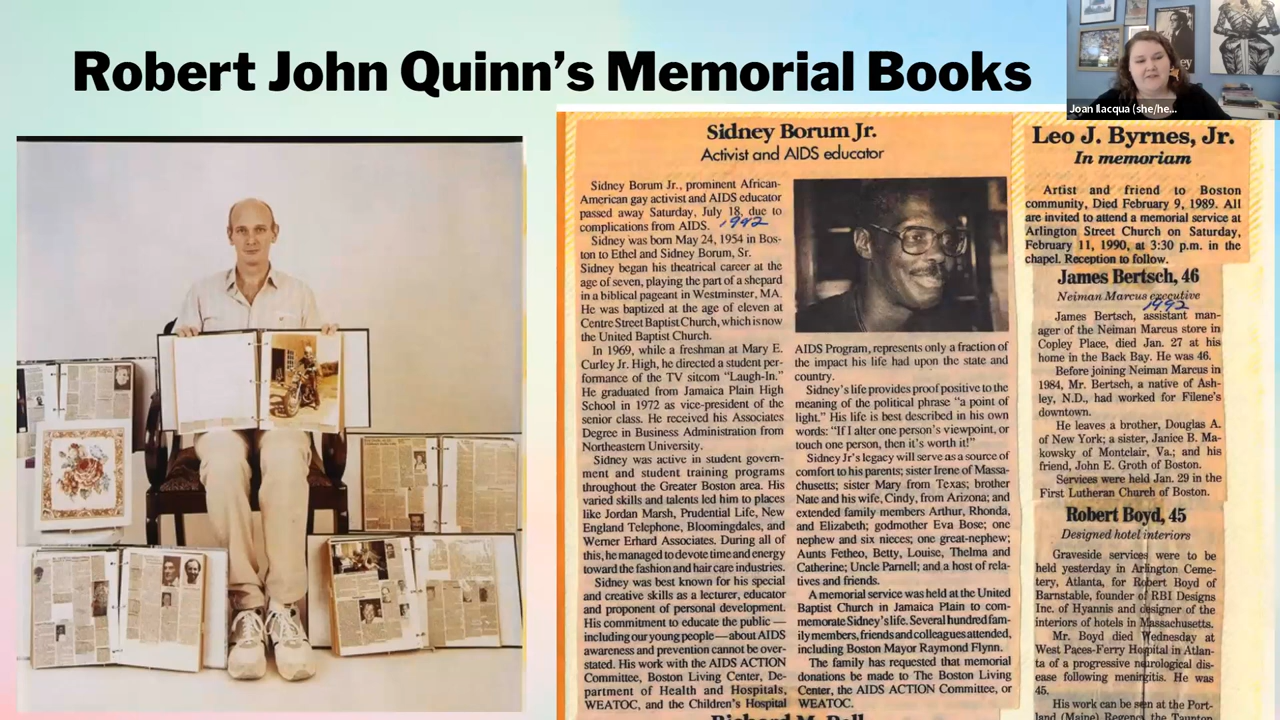 Robert John Quinn's Memorial Books
Joan Ilacqua (she/he...
Sidney Borum Jr.
Activist and AIDS educator
Sidney Borum Jr., prominent African-
American gay activist and AIDS educator
passed away Saturday, July 18, due to
complications from AIDS. 1992
Sidney was born May 24, 1954 in Bos-
ton to Ethel and Sidney Borum, Sr.
Sidney began his theatrical career at the
age of seven, playing the part of a shepard
in a biblical pageant in Westminster, MA.
He was baptized at the age of eleven at
Centre Street Baptist Church, which is now
the United Baptist Church.
In 1969, while a freshman at Mary E.
Curley Jr. High, he directed a student per-
formance of the TV sitcom "Laugh-In."
He graduated from Jamaica Plain High
School in 1972 as vice-president of the
senior class. He received his Associates
Degree in Business Administration from
Northeastern University.
Sidney was active in student govern-
ment and student training programs
throughout the Greater Boston area. His
varied skills and talents led him to places
like Jordan Marsh, Prudential Life, New
England Telephone, Bloomingdales, and
Werner Erhard Associates. During all of
this, he managed to devote time and energy
toward the fashion and hair care industries.
Sidney was best known for his special
and creative skills as a lecturer, educator
and proponent of personal development.
His commitment to educate the public —
including our young people — about AIDS
awareness and prevention cannot be over-
stated. His work with the AIDS ACTION
Committee, Boston Living Center, De-
partment of Health and Hospitals,
WEATOC, and the Children's Hospital
AIDS Program, represents only a fraction of
the impact his life had upon the state and
country.
Sidney's life provides proof positive to the
meaning of the political phrase "a point of
light." His life is best described in his own
words: "If I alter one person's viewpoint, or
touch one person, then it's worth it!"
Sidney Jr's legacy will serve as a source of
comfort to his parents; sister Irene of Massa-
chusetts; sister Mary from Texas; brother
Nate and his wife, Cindy, from Arizona; and
extended family members Arthur, Rhonda,
and Elizabeth; godmother Eva Bose; one
nephew and six nieces; one great-nephew;
Aunts Fetheo, Betty, Louise, Thelma and
Catherine; Uncle Parnell; and a host of rela-
tives and friends.
A memorial service was held at the United
Baptist Church in Jamaica Plain to com-
memorate Sidney's life. Several hundred fam-
ily members, friends and colleagues attended,
including Boston Mayor Raymond Flynn.
The family has requested that memorial
donations be made to The Boston Living
Center, the AIDS ACTION Committee, or
WEATOC.
Leo J. Byrnes, Jr.
In memoriam
Artist and friend to Boston
community, Died February 9, 1989. All
are invited to attend a memorial service at
Arlington Street Church on Saturday,
February 11, 1990, at 3:30 p.m. in the
chapel. Reception to follow.
James Bertsch, 46
Neiman Marcus executive
1992
James Bertsch, assistant man-
ager of the Neiman Marcus store in
Copley Place, died Jan. 27 at his
home in the Back Bay. He was 46.
Before joining Neiman Marcus in
1984, Mr. Bertsch, a native of Ash-
ley, N.D., had worked for Filene's
downtown.
He leaves a brother, Douglas A.
of New York; a sister, Janice B. Ma-
kowsky of Montclair, Va.; and his
friend, John E. Groth of Boston.
Services were held Jan. 29 in the
First Lutheran Church of Boston.
Robert Boyd, 45
Designed hotel interiors
Graveside services were to be
held yesterday in Arlington Ceme-
tery, Atlanta, for Robert Boyd of
Barnstable, founder of RBI Designs
Inc. of Hyannis and designer of the
interiors of hotels in Massachusetts.
Mr. Boyd died Wednesday at
West Paces-Ferry Hospital in Atlan-
ta of a progressive neurological dis-
ease following meningitis. He was
45.
His work can be seen at the Port-
land (Maine) Regency, the Taunton